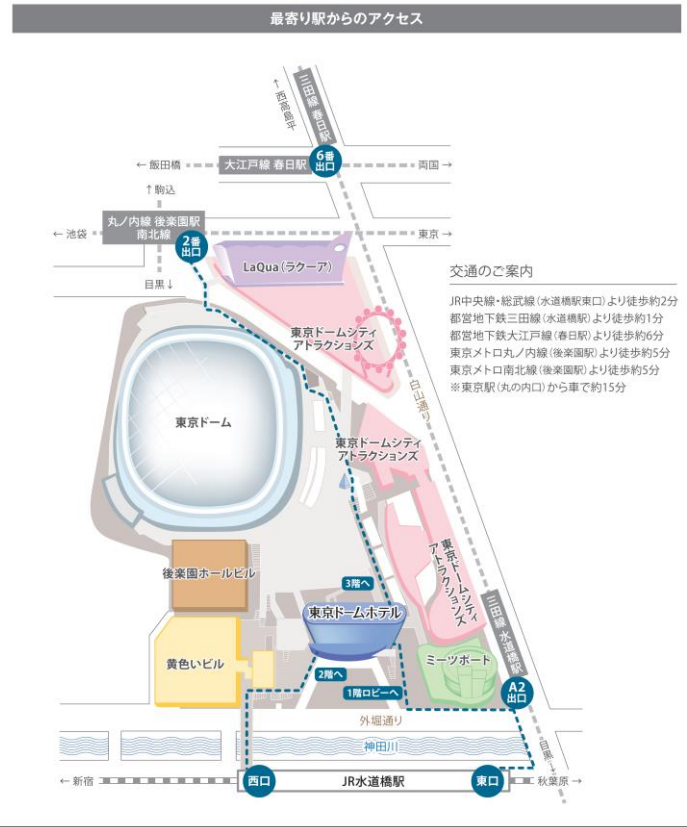 最寄り駅からのアクセス
↑西高島平
三田線 春日駅
← 飯田橋
大江戸線 春日駅
6番
出口
両国 →
↑駒込
丸ノ内線 後楽園駅
南北線
← 池袋
2番
出口
東京 →
目黒↓
LaQua(ラクーア)
東京ドームシティ
アトラクションズ
白山通り
交通のご案内
JR中央線・総武線(水道橋駅東口)より徒歩約2分
都営地下鉄三田線(水道橋駅)より徒歩約1分
都営地下鉄大江戸線(春日駅)より徒歩約6分
東京メトロ丸ノ内線(後楽園駅)より徒歩約5分
東京メトロ南北線(後楽園駅)より徒歩約5分
※東京駅(丸の内口)から車で約15分
東京ドーム
東京ドームシティ
アトラクションズ
東京ドームシティ
アトラクションズ
後楽園ホールビル
3階へ
東京ドームホテル
三田線 水道橋駅
黄色いビル
2階へ
1階ロビーへ
ミーツポート
A2
出口
外堀通り
神田川
目黒↓
← 新宿
西口
JR水道橋駅
東口
秋葉原 →